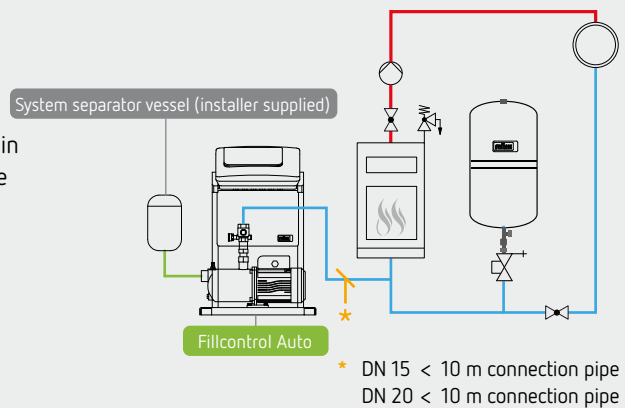 System separator vessel (installer supplied)
in
e
Fillcontrol Auto
*
* DN 15 < 10 m connection pipe
DN 20 < 10 m connection pipe